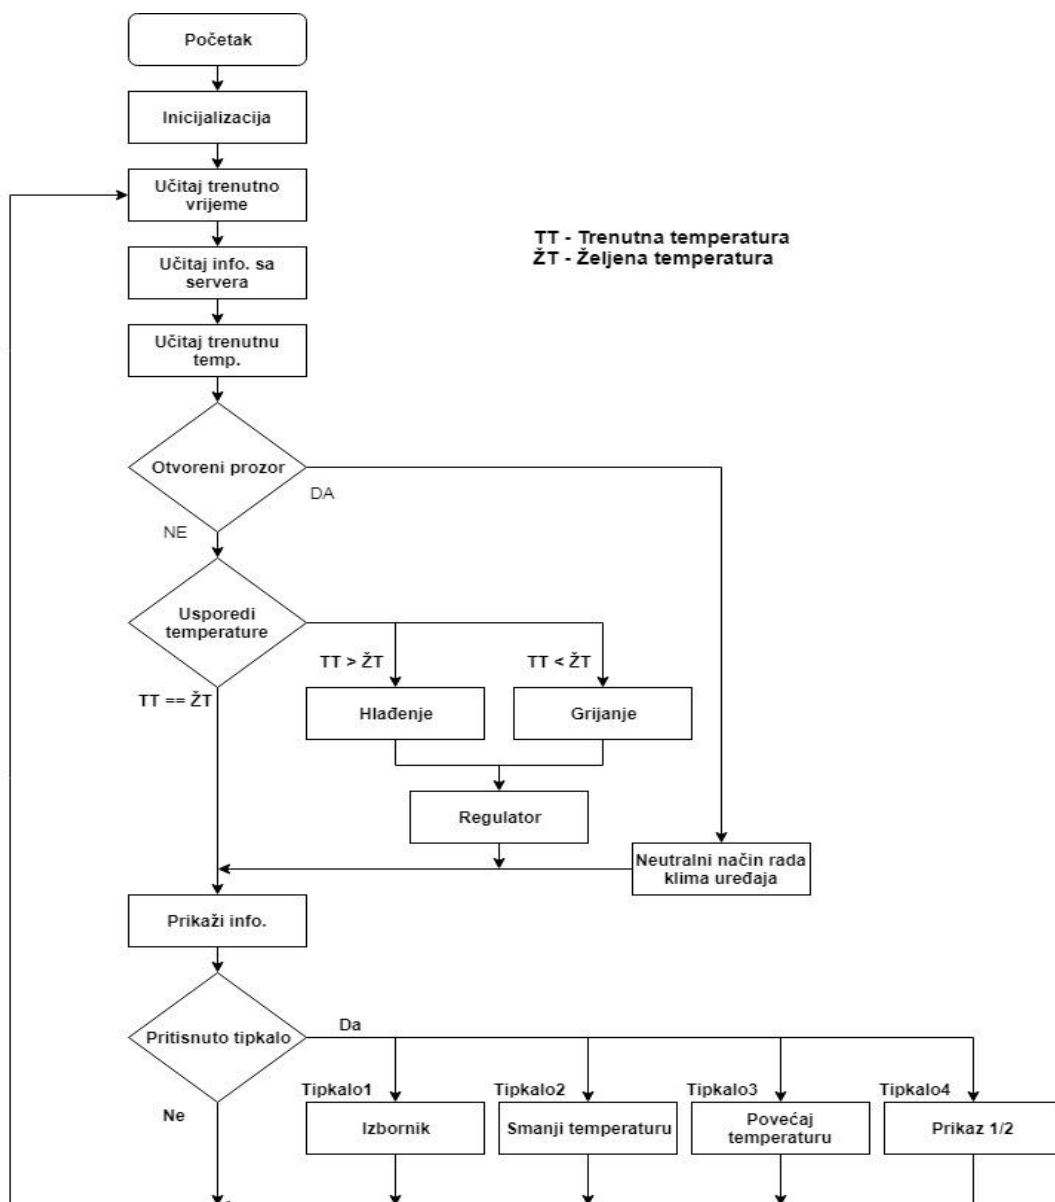 Početak
Inicijalizacija
Učitaj trenutno
vrijeme
TT - Trenutna temperatura
ŽT - Željena temperatura
Učitaj info. sa
servera
Učitaj trenutnu
temp.
Otvoreni prozor
DA
NE
Usporedi
temperature
TT > ŽT
TT < ŽT
TT == ŽT
Hlađenje
Grijanje
Regulator
Neutralni način rada
klima uređaja
Prikaži info.
Pritisnuto tipkalo
Da
Ne
Tipkalo1
Tipkalo2
Tipkalo3
Tipkalo4
Izbornik
Smanji temperaturu
Povećaj
temperaturu
Prikaz 1/2